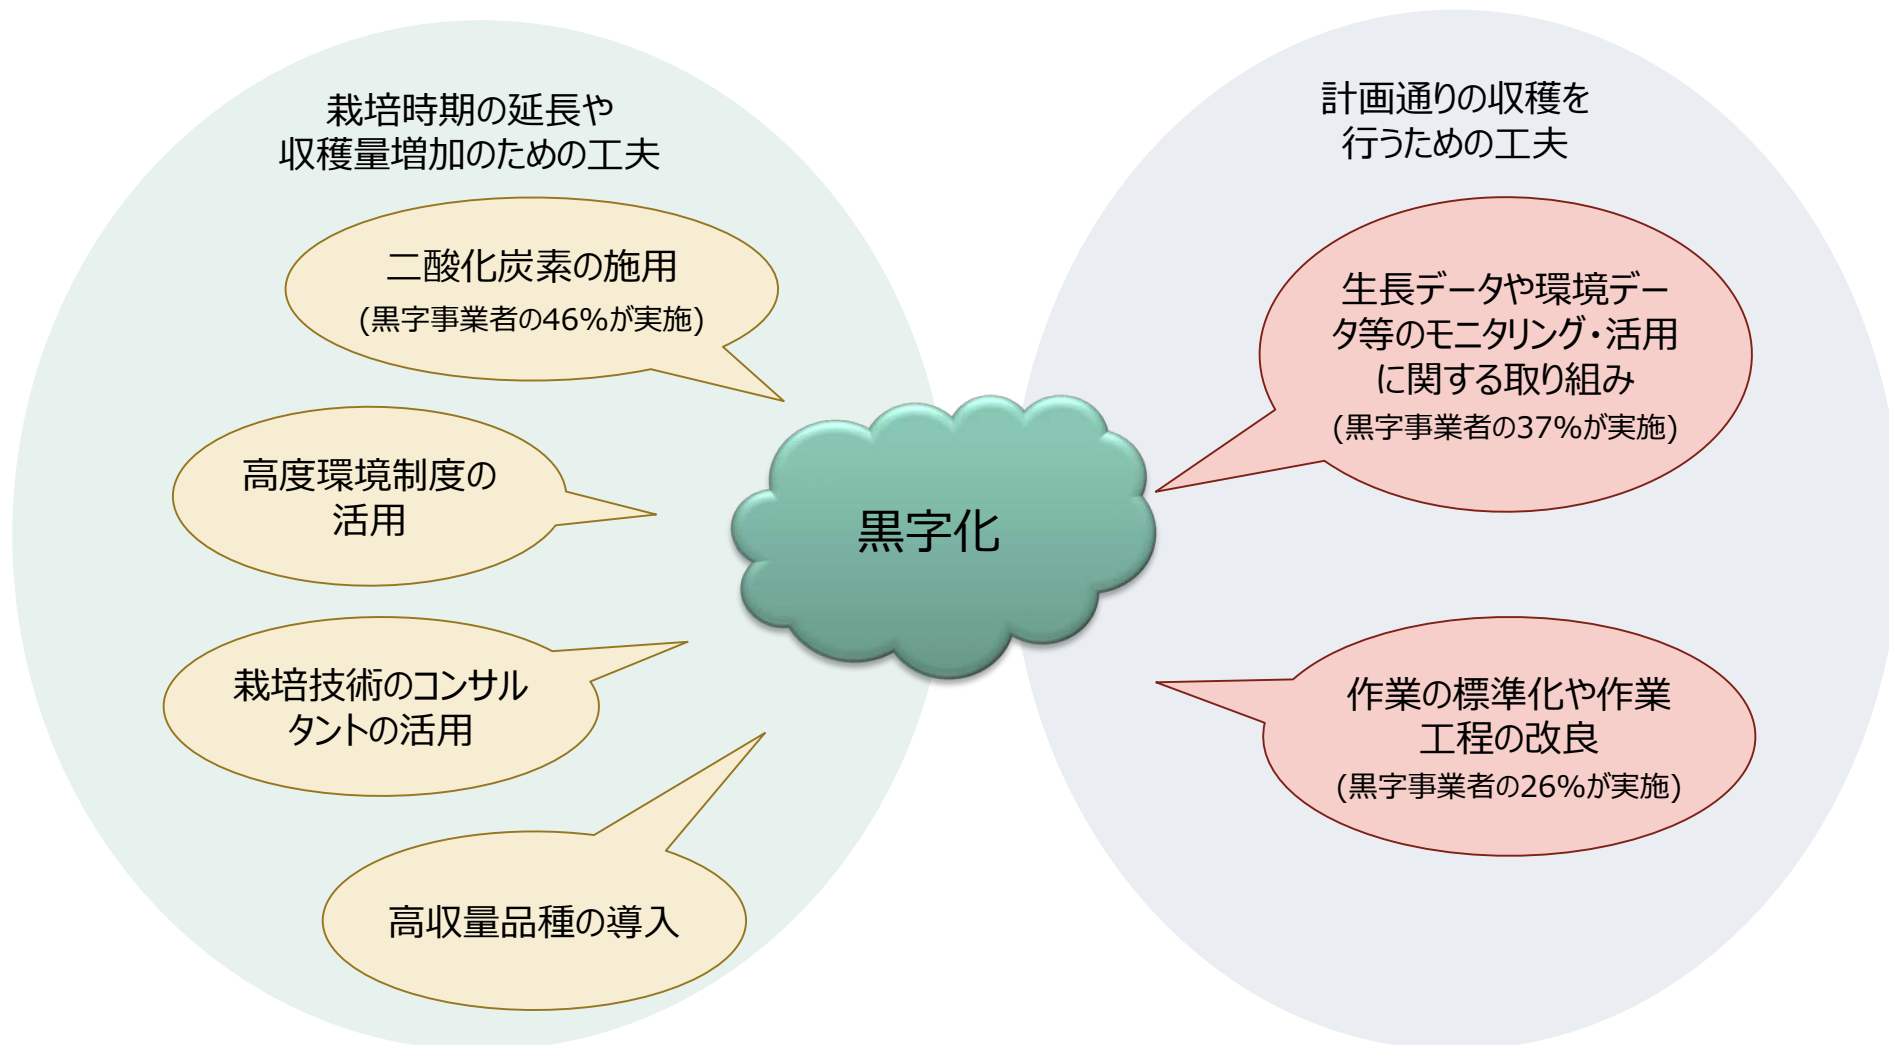 栽培時期の延長や
収穫量増加のための工夫
二酸化炭素の施用
(黒字事業者の46%が実施)
高度環境制度の
活用
栽培技術のコンサル
タントの活用
高収量品種の導入
黒字化
計画通りの収穫を
行うための工夫
生長データや環境デー
タ等のモニタリング・活用
に関する取り組み
(黒字事業者の37%が実施)
作業の標準化や作業
工程の改良
(黒字事業者の26%が実施)